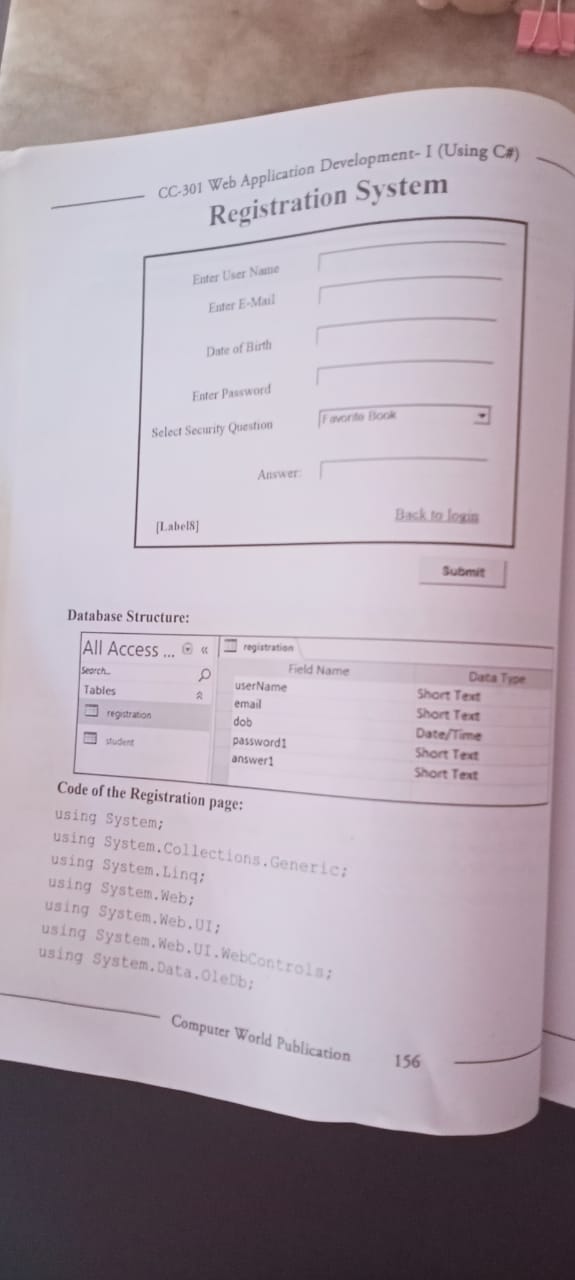 CC-301 Web Application Development- I (Using C#)
Registration System
Enter User Name
Enter E-Mail
Date of Birth
Enter Password
Select Security Question
Favorite Book
Answer:
[Label8]
Back to login
Submit
Database Structure:
All Access ... «
registration
Search...
Tables
registration
student
Field Name Data Type
userName Short Text
email Short Text
dob Date/Time
password1 Short Text
answer1 Short Text
Code of the Registration page:
using System;
using System.Collections.Generic;
using System.Linq;
using System.Web;
using System.Web.UI;
using System.Web.UI.WebControls;
using System.Data.OleDb;
Computer World Publication 156